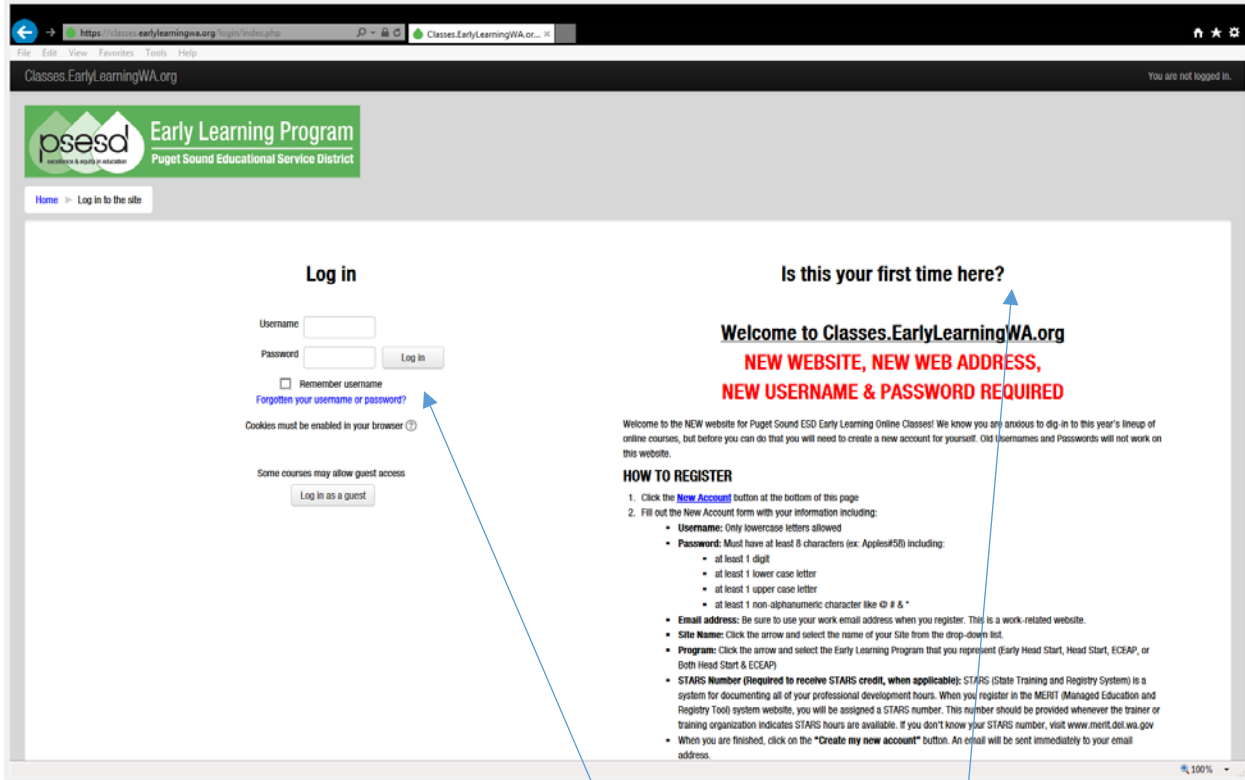 https://classes.earlylearningwa.org/login/index.php
Classes.EarlyLearningWA.or...
File Edit View Favorites Tools Help
Classes.EarlyLearningWA.org
You are not logged in.
psesd
excellence & equity in education
Early Learning Program
Puget Sound Educational Service District
Home ► Log in to the site
Log in
Username
Password
Log in
Remember username
Forgotten your username or password?
Cookies must be enabled in your browser
Some courses may allow guest access
Log in as a guest
Is this your first time here?
Welcome to Classes.EarlyLearningWA.org
NEW WEBSITE, NEW WEB ADDRESS,
NEW USERNAME & PASSWORD REQUIRED
Welcome to the NEW website for Puget Sound ESD Early Learning Online Classes! We know you are anxious to dig-in to this year's lineup of
online courses, but before you can do that you will need to create a new account for yourself. Old Usernames and Passwords will not work on
this website.
HOW TO REGISTER
1. Click the New Account button at the bottom of this page
2. Fill out the New Account form with your information including:
▪ Username: Only lowercase letters allowed
▪ Password: Must have at least 8 characters (ex: Apples#58) including:
▪ at least 1 digit
▪ at least 1 lower case letter
▪ at least 1 upper case letter
▪ at least 1 non-alphanumeric character like @ # & *
▪ Email address: Be sure to use your work email address when you register. This is a work-related website.
▪ Site Name: Click the arrow and select the name of your Site from the drop-down list.
▪ Program: Click the arrow and select the Early Learning Program that you represent (Early Head Start, Head Start, ECEAP, or
Both Head Start & ECEAP)
▪ STARS Number (Required to receive STARS credit, when applicable): STARS (State Training and Registry System) is a
system for documenting all of your professional development hours. When you register in the MERIT (Managed Education and
Registry Tool) system website, you will be assigned a STARS number. This number should be provided whenever the trainer or
training organization indicates STARS hours are available. If you don't know your STARS number, visit www.merit.del.wa.gov
▪ When you are finished, click on the "Create my new account" button. An email will be sent immediately to your email
address.
100%